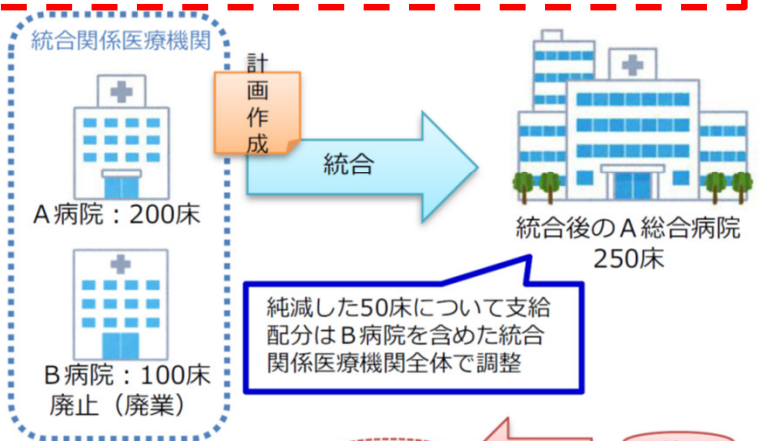 統合関係医療機関
計画作成
統合
A病院：200床
B病院：100床
廃止（廃業）
統合後のA総合病院
250床
純減した50床について支給
配分はB病院を含めた統合
関係医療機関全体で調整